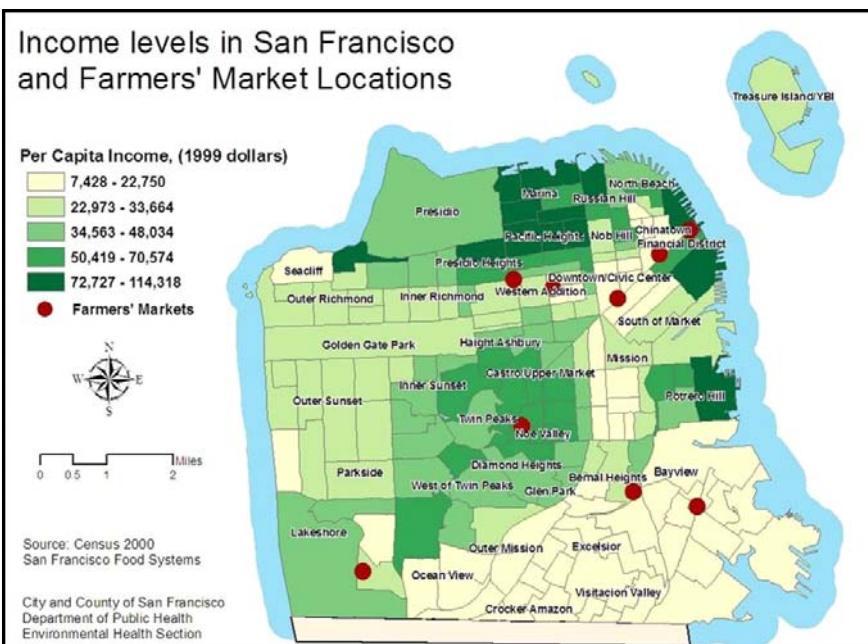 Income levels in San Francisco
and Farmers' Market Locations
Per Capita Income, (1999 dollars)
7,428 - 22,750
22,973 - 33,664
34,563 - 48,034
50,419 - 70,574
72,727 - 114,318
Farmers' Markets
N
W E
S
0 0.5 1 2 Miles
Source: Census 2000
San Francisco Food Systems
City and County of San Francisco
Department of Public Health
Environmental Health Section
Treasure Island/YBI
North Beach
Marina
Russian Hill
Presidio
Chinatown
Pacific Heights
Nob Hill
Financial District
Presidio Heights
Seacliff
Downtown/Civic Center
Western Addition
Inner Richmond
Outer Richmond
South of Market
Golden Gate Park
Haight Ashbury
Mission
Castro/Upper Market
Inner Sunset
Potrero Hill
Outer Sunset
Twin Peaks
Noe Valley
Diamond Heights
Parkside
Bernal Heights
Bayview
West of Twin Peaks
Glen Park
Lakeshore
Outer Mission
Excelsior
Ocean View
Visitacion Valley
Crocker-Amazon